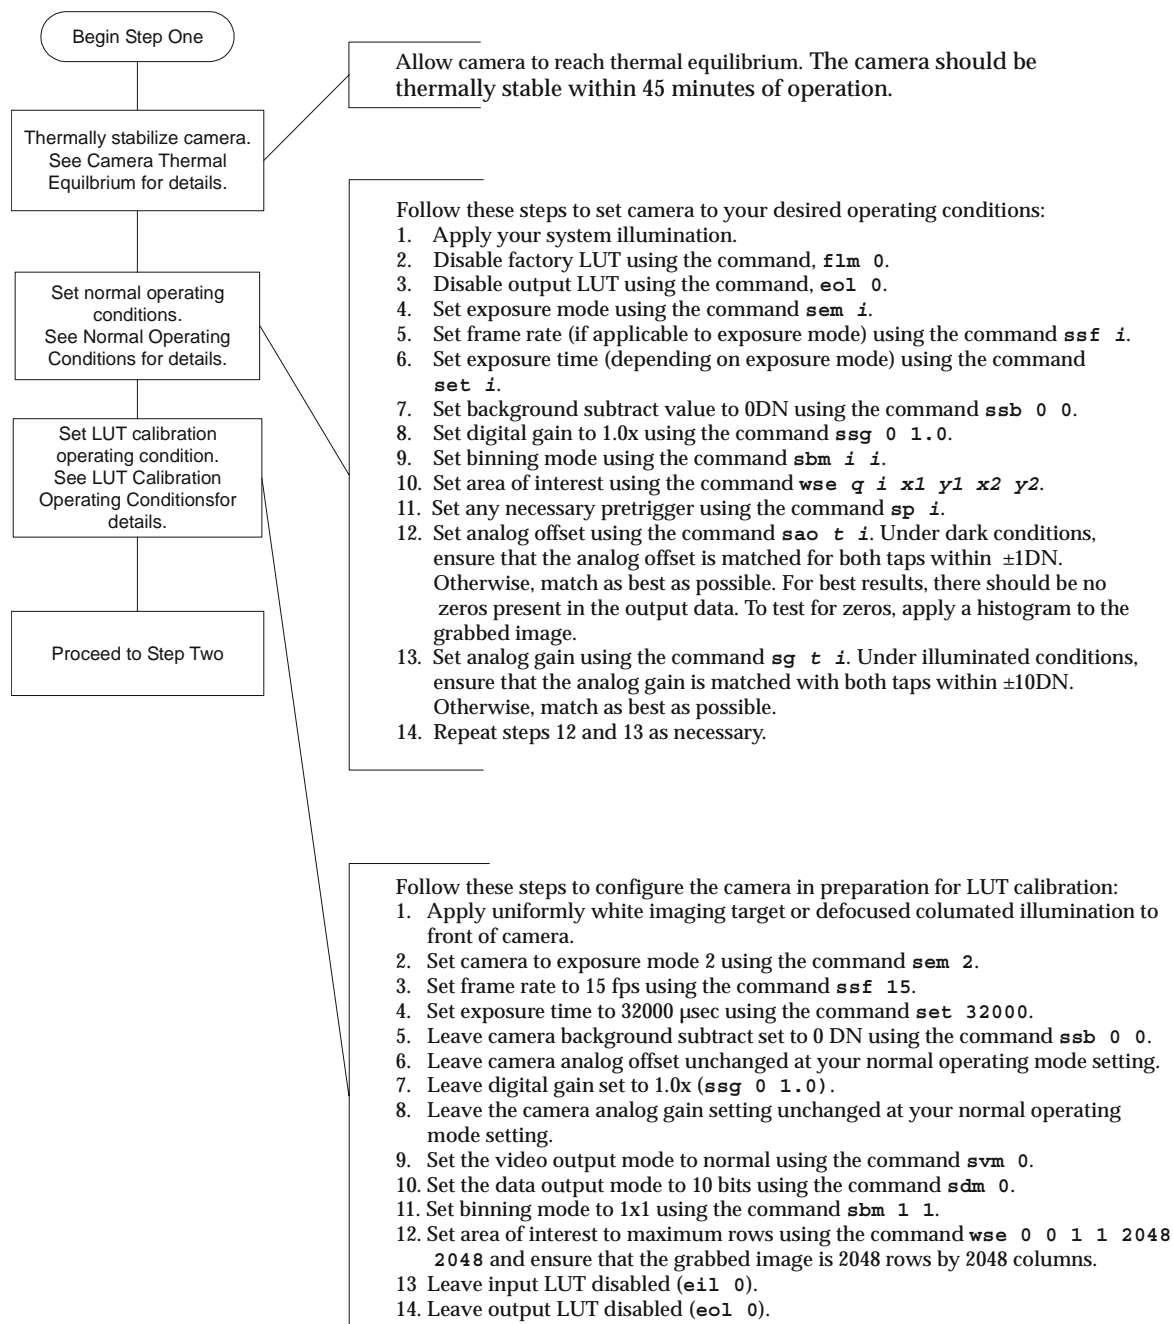 Begin Step One
Allow camera to reach thermal equilibrium. The camera should be
thermally stable within 45 minutes of operation.
Thermally stabilize camera.
See Camera Thermal
Equilbrium for details.
Set normal operating
conditions.
See Normal Operating
Conditions for details.
Set LUT calibration
operating condition.
See LUT Calibration
Operating Conditionsfor
details.
Proceed to Step Two
Follow these steps to set camera to your desired operating conditions:
1. Apply your system illumination.
2. Disable factory LUT using the command, flm 0.
3. Disable output LUT using the command, eol 0.
4. Set exposure mode using the command sem i.
5. Set frame rate (if applicable to exposure mode) using the command ssf i.
6. Set exposure time (depending on exposure mode) using the command
set i.
7. Set background subtract value to 0DN using the command ssb 0 0.
8. Set digital gain to 1.0x using the command ssg 0 1.0.
9. Set binning mode using the command sbm i i.
10. Set area of interest using the command wse q i x1 y1 x2 y2.
11. Set any necessary pretrigger using the command sp i.
12. Set analog offset using the command sao t i. Under dark conditions,
ensure that the analog offset is matched for both taps within ±1DN.
Otherwise, match as best as possible. For best results, there should be no
zeros present in the output data. To test for zeros, apply a histogram to the
grabbed image.
13. Set analog gain using the command sg t i. Under illuminated conditions,
ensure that the analog gain is matched with both taps within ±10DN.
Otherwise, match as best as possible.
14. Repeat steps 12 and 13 as necessary.
Follow these steps to configure the camera in preparation for LUT calibration:
1. Apply uniformly white imaging target or defocused columated illumination to
front of camera.
2. Set camera to exposure mode 2 using the command sem 2.
3. Set frame rate to 15 fps using the command ssf 15.
4. Set exposure time to 32000 µsec using the command set 32000.
5. Leave camera background subtract set to 0 DN using the command ssb 0 0.
6. Leave camera analog offset unchanged at your normal operating mode setting.
7. Leave digital gain set to 1.0x (ssg 0 1.0).
8. Leave the camera analog gain setting unchanged at your normal operating
mode setting.
9. Set the video output mode to normal using the command svm 0.
10. Set the data output mode to 10 bits using the command sdm 0.
11. Set binning mode to 1x1 using the command sbm 1 1.
12. Set area of interest to maximum rows using the command wse 0 0 1 1 2048
2048 and ensure that the grabbed image is 2048 rows by 2048 columns.
13 Leave input LUT disabled (eil 0).
14. Leave output LUT disabled (eol 0).